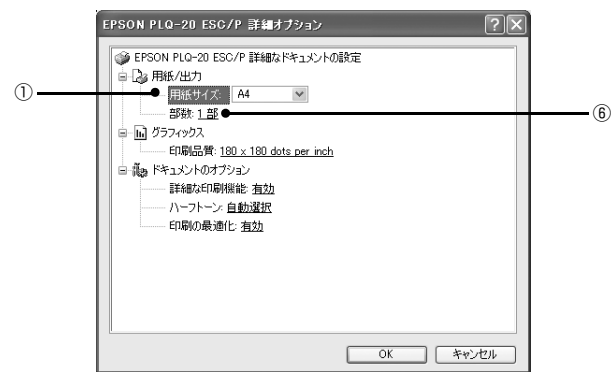 EPSON PLQ-20 ESC/P 詳細オプション
EPSON PLQ-20 ESC/P 詳細なドキュメントの設定
用紙/出力
① 用紙サイズ: A4
部数: 1 部 ⑥
グラフィックス
印刷品質: 180 x 180 dots per inch
ドキュメントのオプション
詳細な印刷機能: 有効
ハーフトーン: 自動選択
印刷の最適化: 有効
OK キャンセル